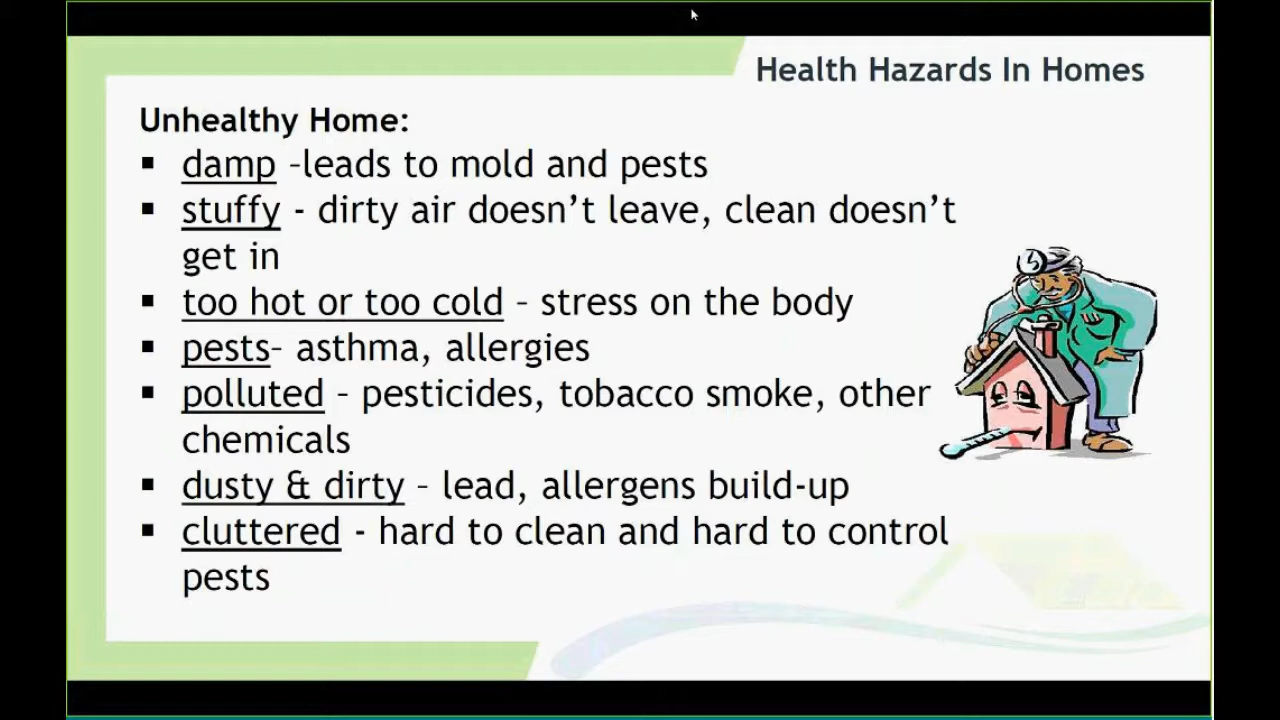 Health Hazards In Homes
Unhealthy Home:
▪ damp –leads to mold and pests
▪ stuffy - dirty air doesn’t leave, clean doesn’t
get in
▪ too hot or too cold – stress on the body
▪ pests– asthma, allergies
▪ polluted – pesticides, tobacco smoke, other
chemicals
▪ dusty & dirty – lead, allergens build-up
▪ cluttered - hard to clean and hard to control
pests